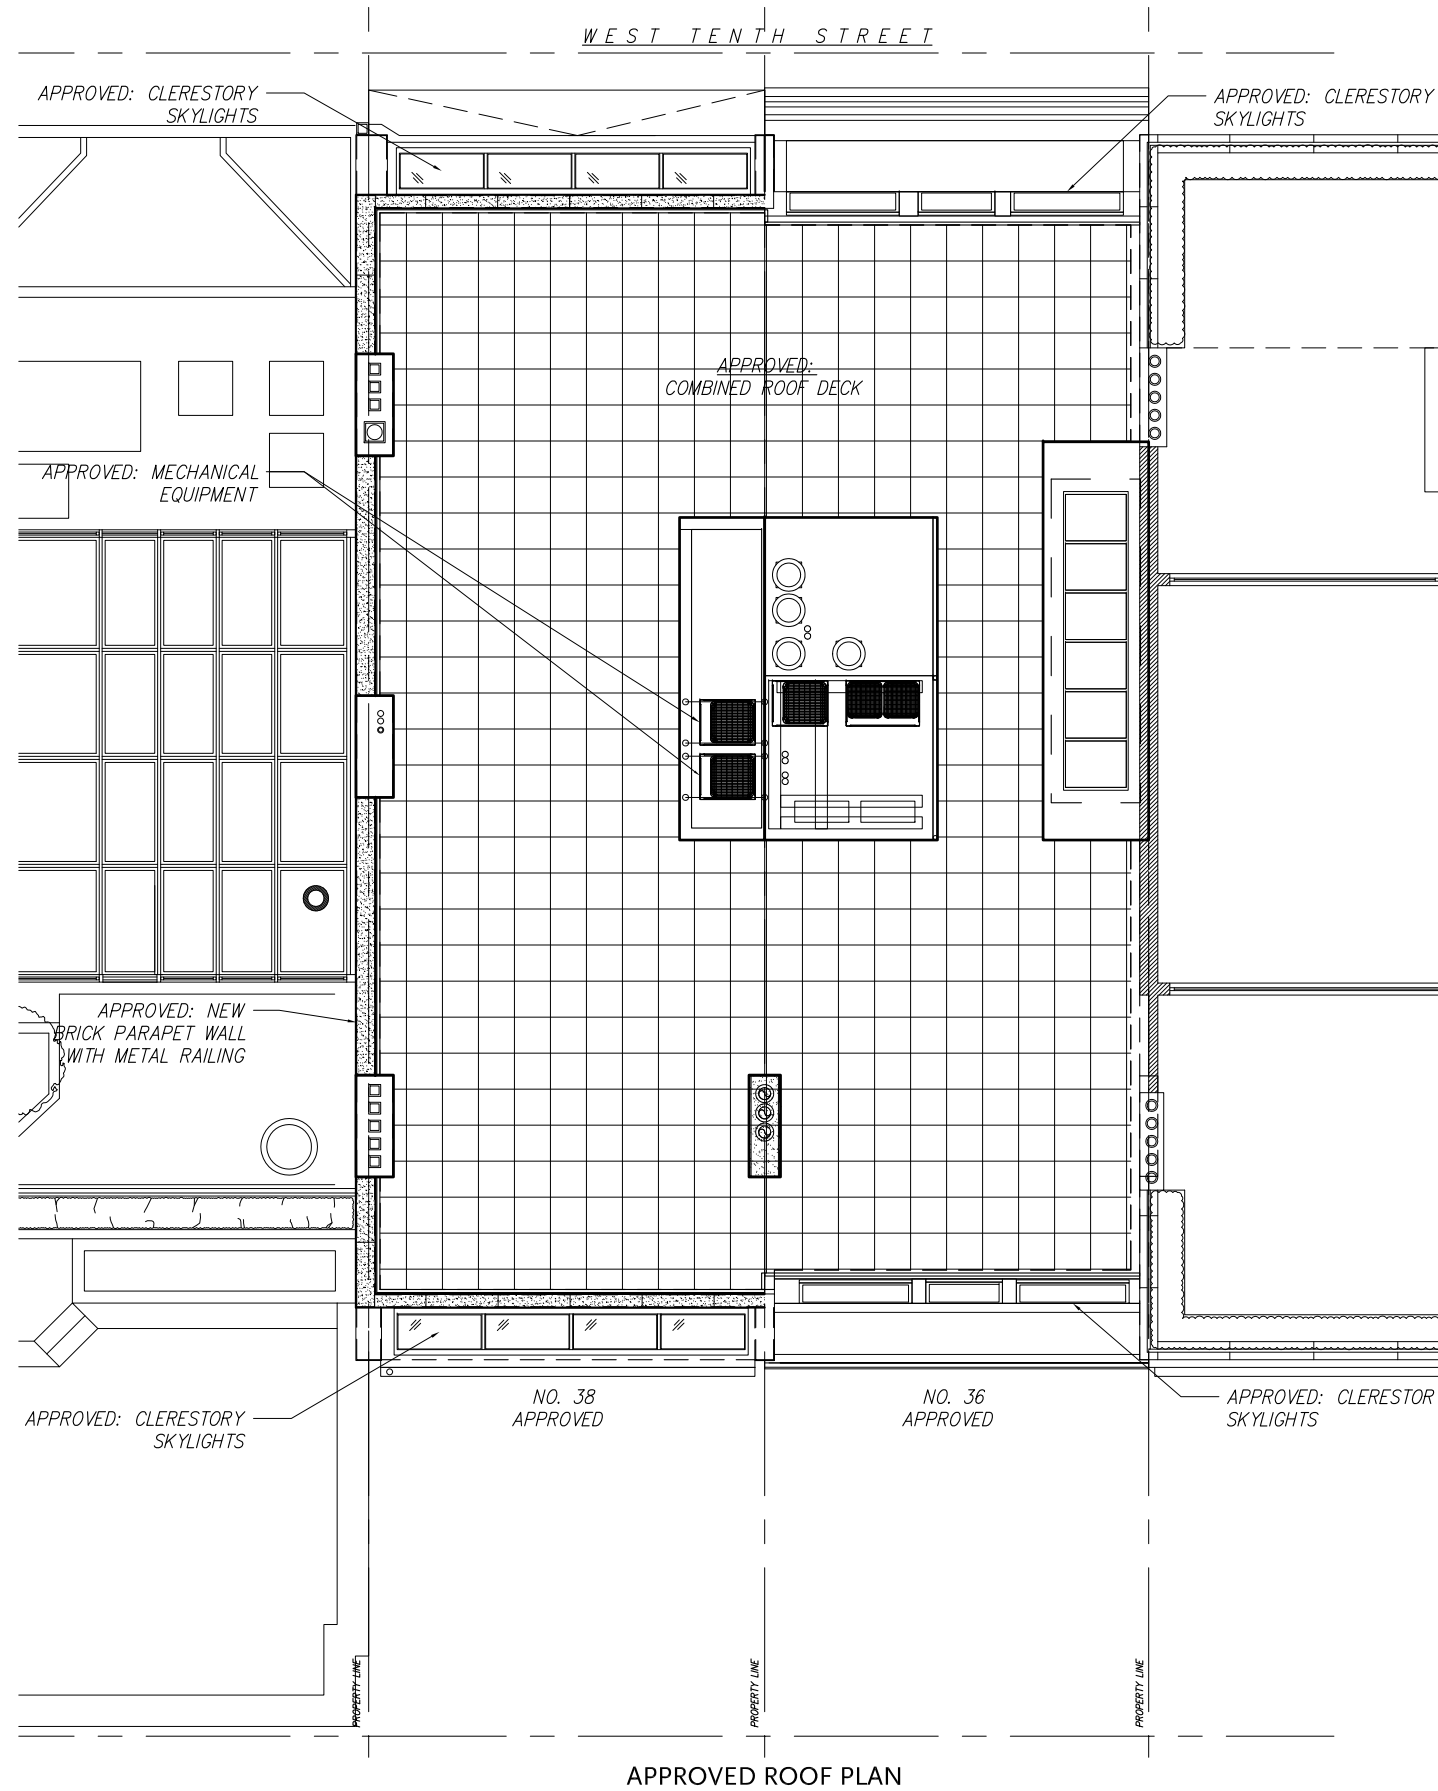 WEST TENTH STREET
APPROVED: CLERESTORY
SKYLIGHTS
APPROVED: CLERESTORY
SKYLIGHTS
APPROVED:
COMBINED ROOF DECK
APPROVED: MECHANICAL
EQUIPMENT
APPROVED: NEW
BRICK PARAPET WALL
WITH METAL RAILING
NO. 38
APPROVED
NO. 36
APPROVED
APPROVED: CLERESTOR
SKYLIGHTS
APPROVED: CLERESTORY
SKYLIGHTS
PROPERTY LINE
PROPERTY LINE
PROPERTY LINE
APPROVED ROOF PLAN